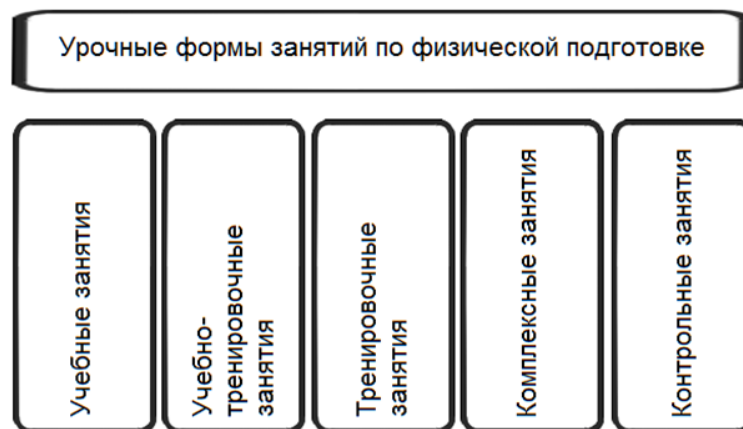 Урочные формы занятий по физической подготовке
Учебные занятия
Учебно-
тренировочные
занятия
Тренировочные
занятия
Комплексные занятия
Контрольные занятия